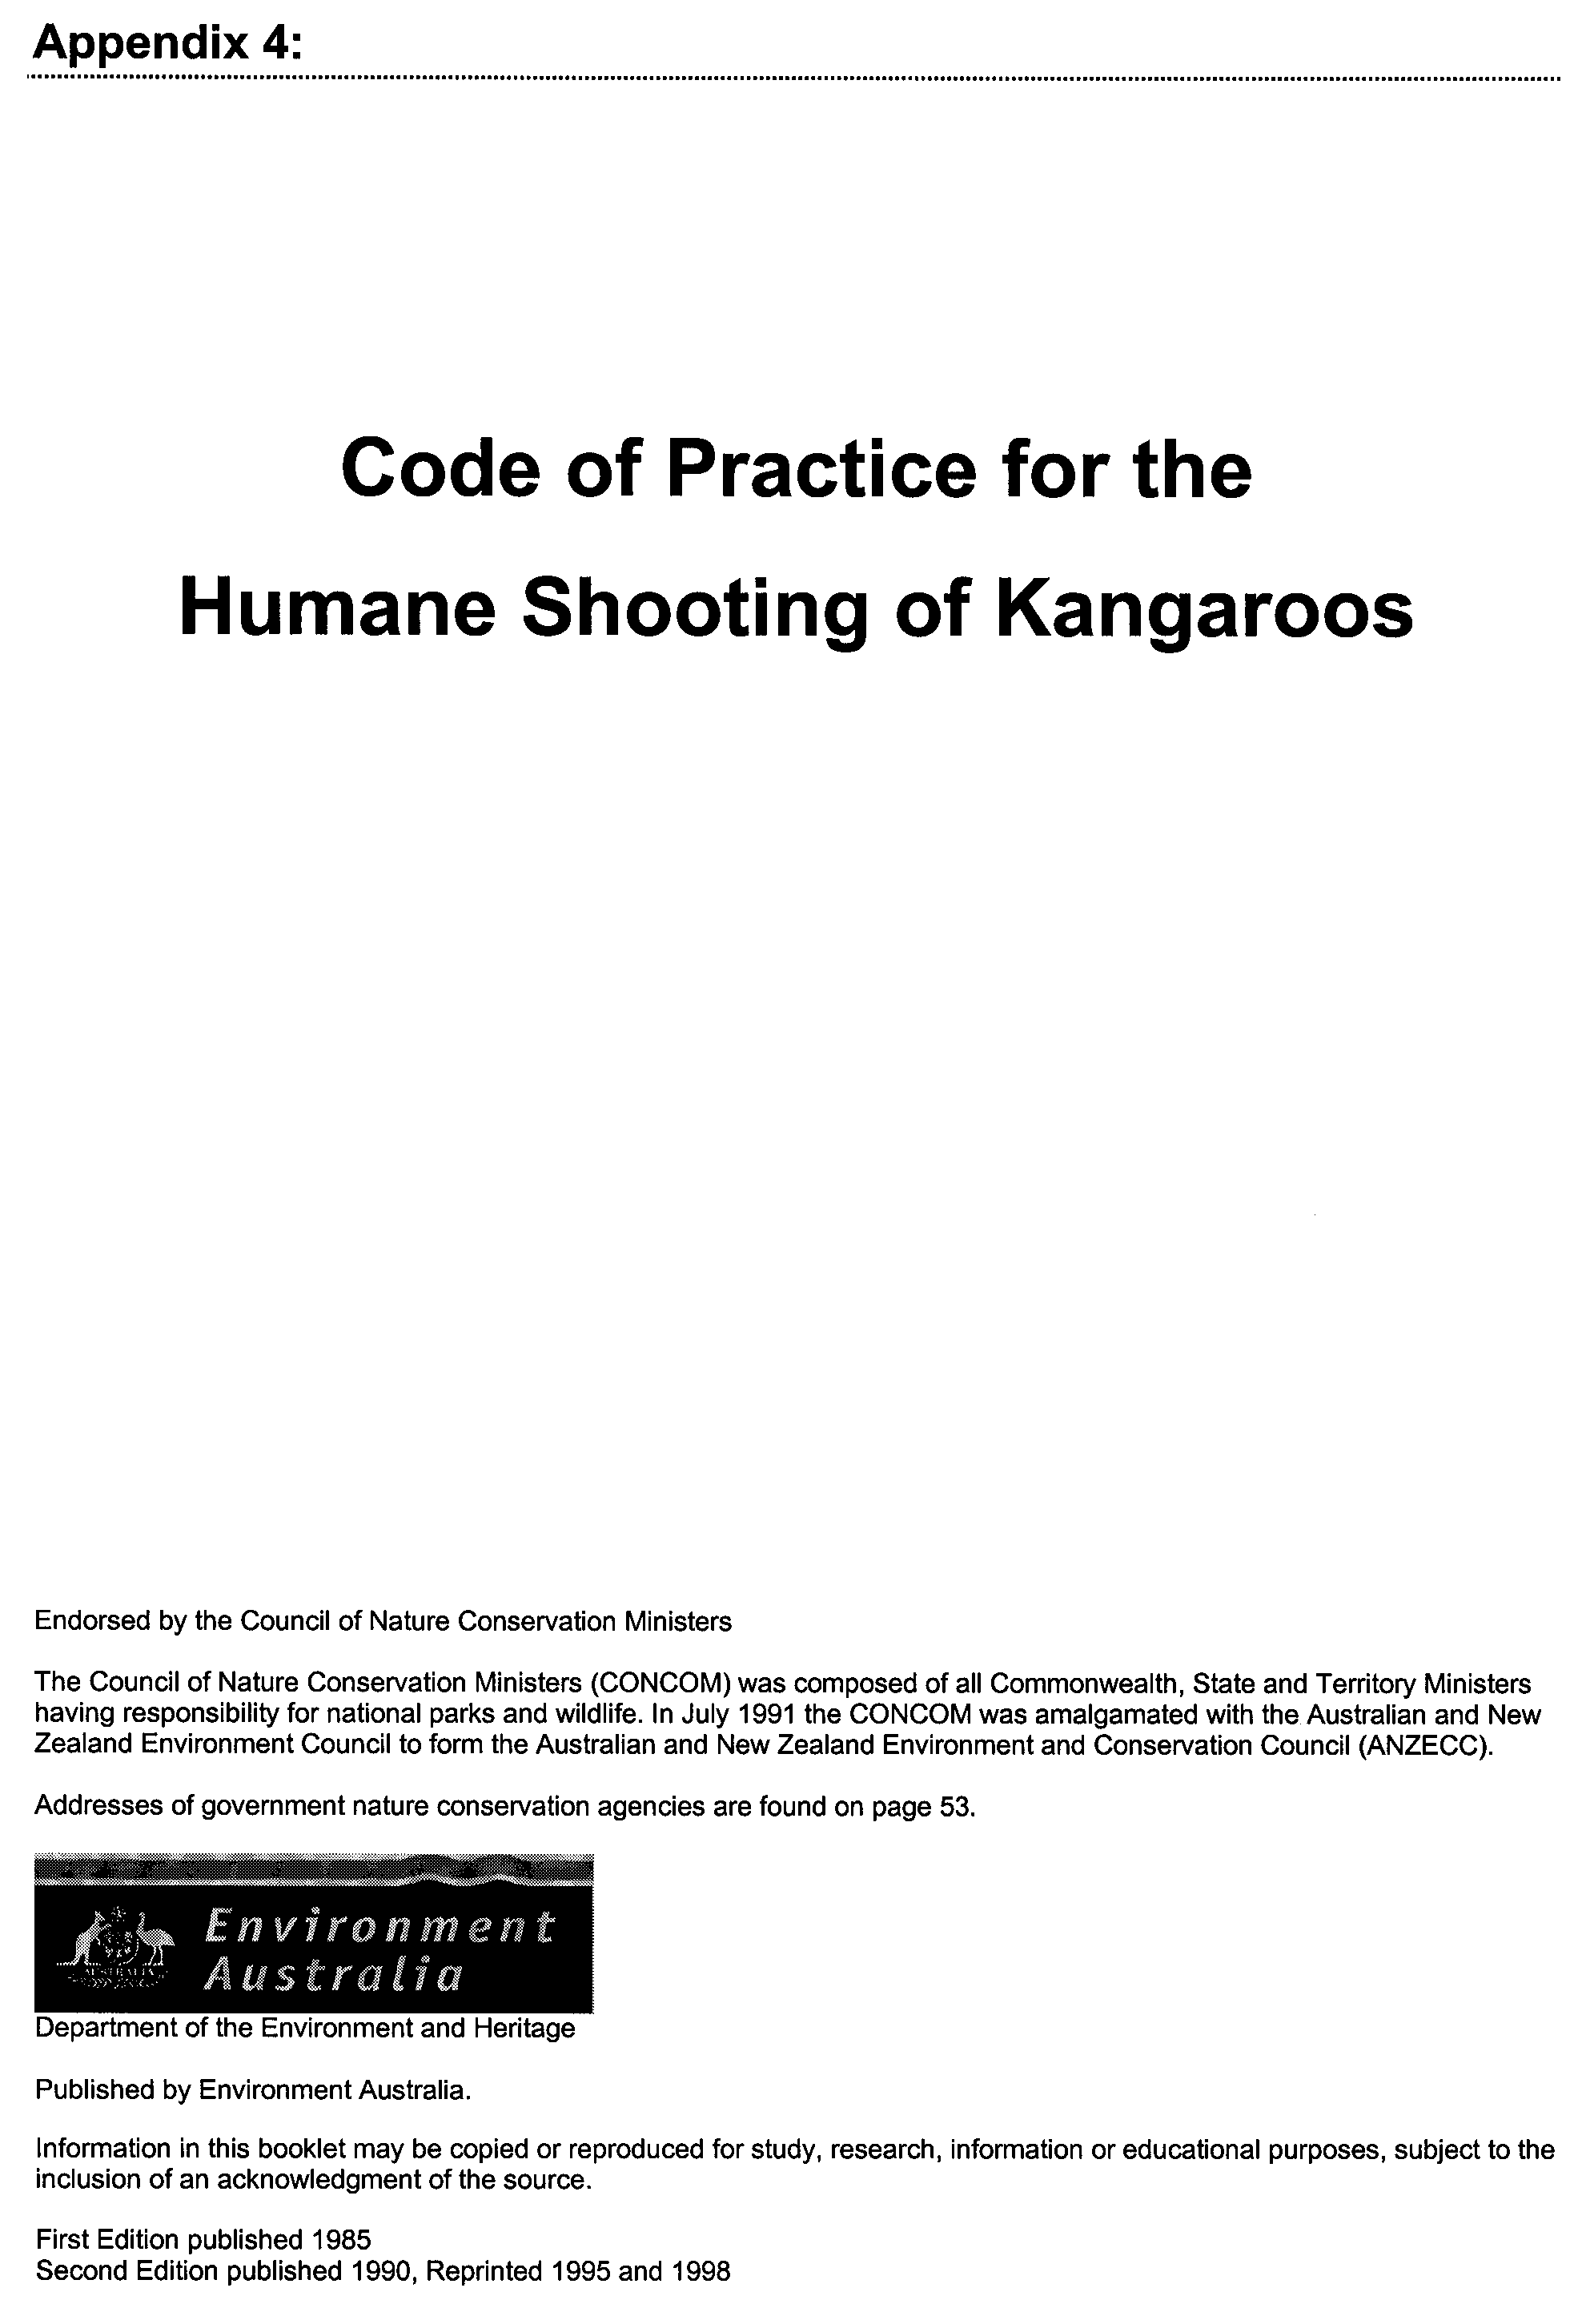 Appendix 4:
Code of Practice for the
Humane Shooting of Kangaroos
Endorsed by the Council of Nature Conservation Ministers
The Council of Nature Conservation Ministers (CONCOM) was composed of all Commonwealth, State and Territory Ministers
having responsibility for national parks and wildlife. In July 1991 the CONCOM was amalgamated with the Australian and New
Zealand Environment Council to form the Australian and New Zealand Environment and Conservation Council (ANZECC).
Addresses of government nature conservation agencies are found on page 53.
Environment
Australia
AUSTRALIA
Department of the Environment and Heritage
Published by Environment Australia.
Information in this booklet may be copied or reproduced for study, research, information or educational purposes, subject to the
inclusion of an acknowledgment of the source.
First Edition published 1985
Second Edition published 1990, Reprinted 1995 and 1998